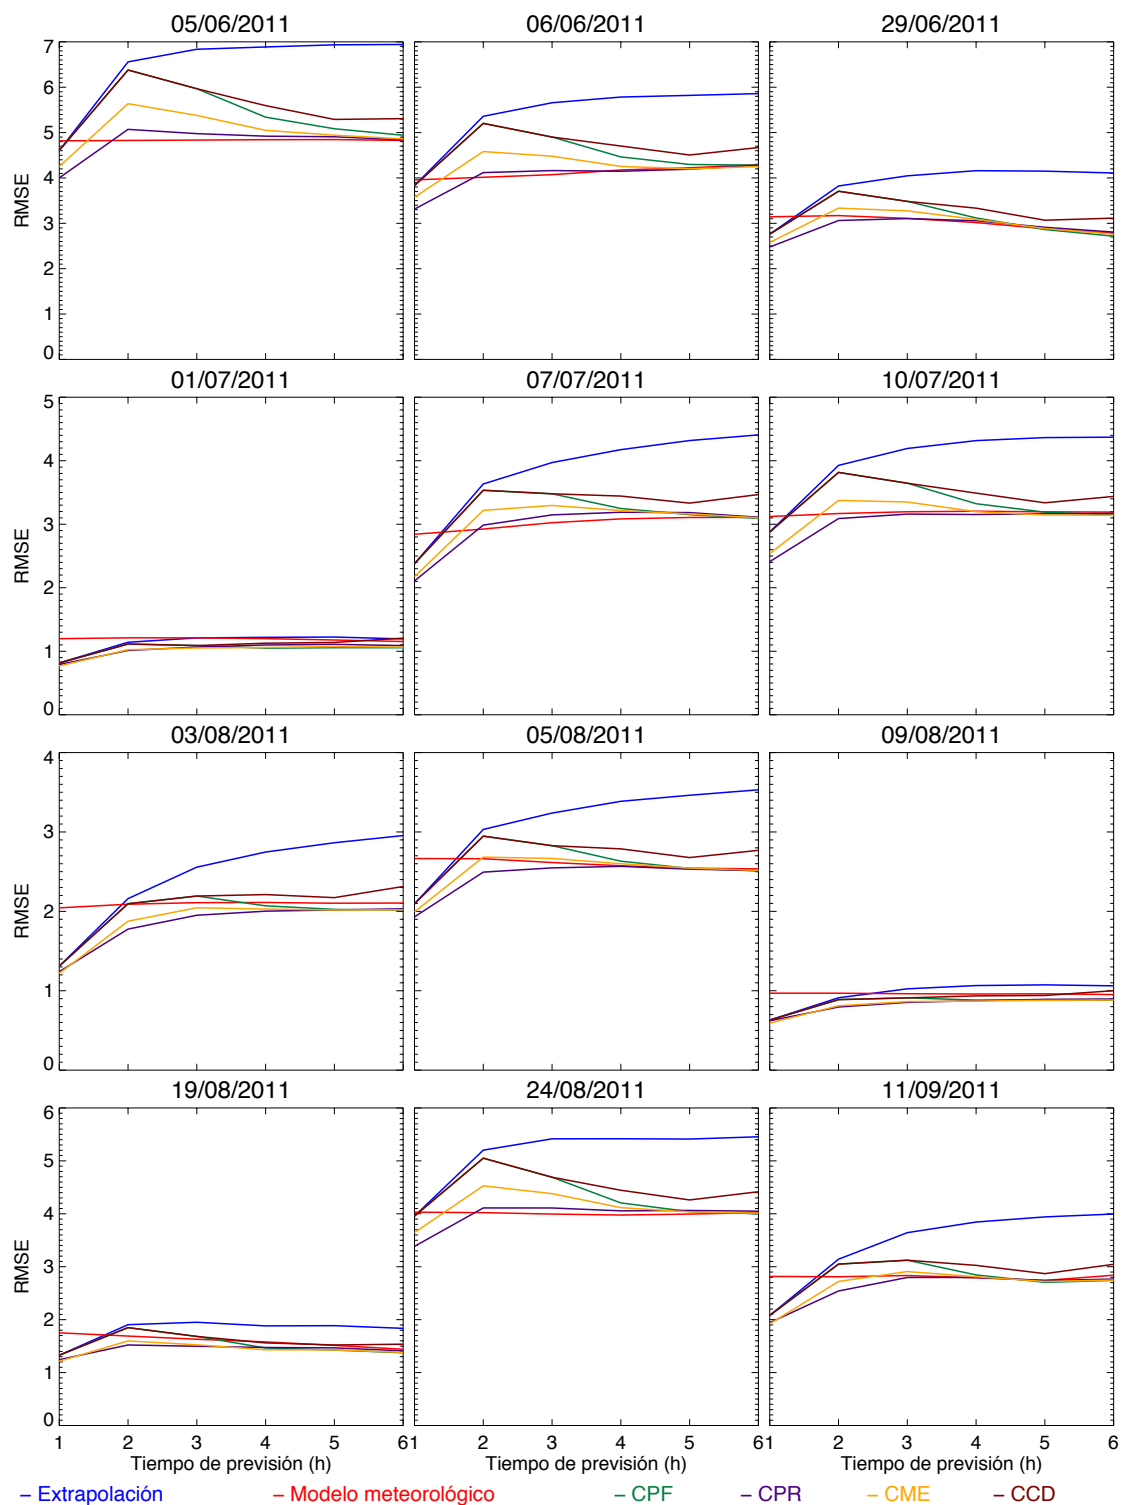 05/06/2011 06/06/2011 29/06/2011
7
6
5
4
3
2
1
0
RMSE
01/07/2011 07/07/2011 10/07/2011
5
4
3
2
1
0
RMSE
03/08/2011 05/08/2011 09/08/2011
4
3
2
1
0
RMSE
19/08/2011 24/08/2011 11/09/2011
6
5
4
3
2
1
0
RMSE
1 2 3 4 5 6 1 2 3 4 5 6 1 2 3 4 5 6
Tiempo de previsión (h) Tiempo de previsión (h) Tiempo de previsión (h)
– Extrapolación – Modelo meteorológico – CPF – CPR – CME – CCD